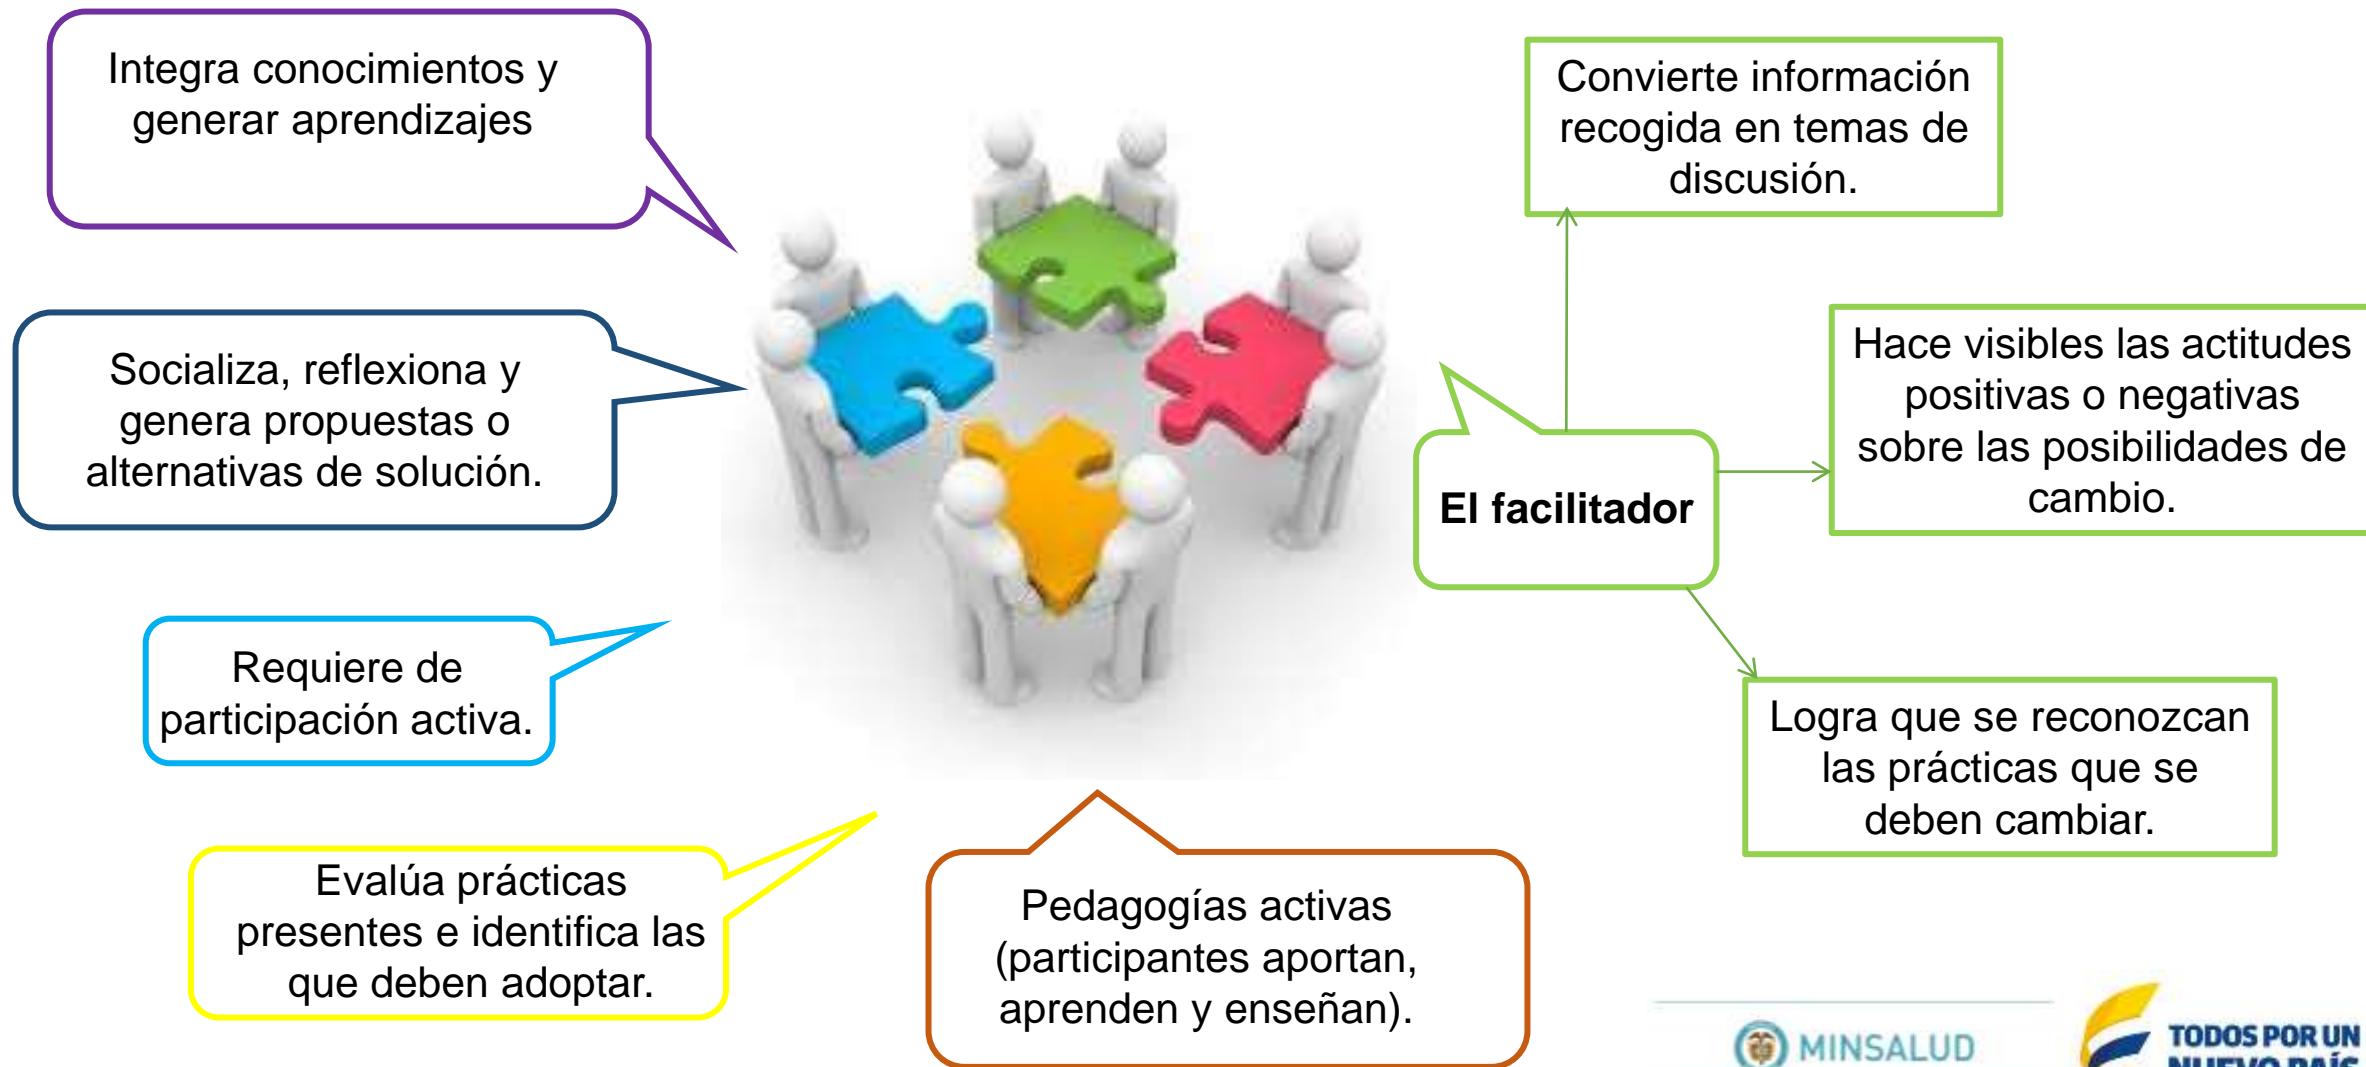 Integra conocimientos y
generar aprendizajes
Socializa, reflexiona y
genera propuestas o
alternativas de solución.
Requiere de
participación activa.
Evalúa prácticas
presentes e identifica las
que deben adoptar.
Pedagogías activas
(participantes aportan,
aprenden y enseñan).
El facilitador
Convierte información
recogida en temas de
discusión.
Hace visibles las actitudes
positivas o negativas
sobre las posibilidades de
cambio.
Logra que se reconozcan
las prácticas que se
deben cambiar.
MINSALUD
TODOS POR UN
NUEVO PAÍS